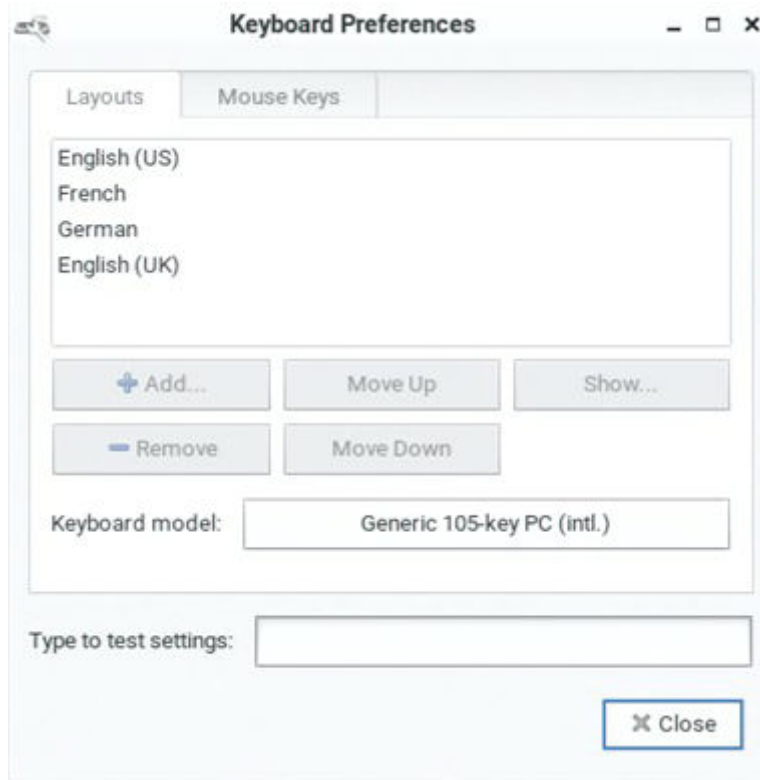 Keyboard Preferences
Layouts Mouse Keys
English (US)
French
German
English (UK)
Add... Move Up Show...
Remove Move Down
Keyboard model: Generic 105-key PC (intl.)
Type to test settings:
Close